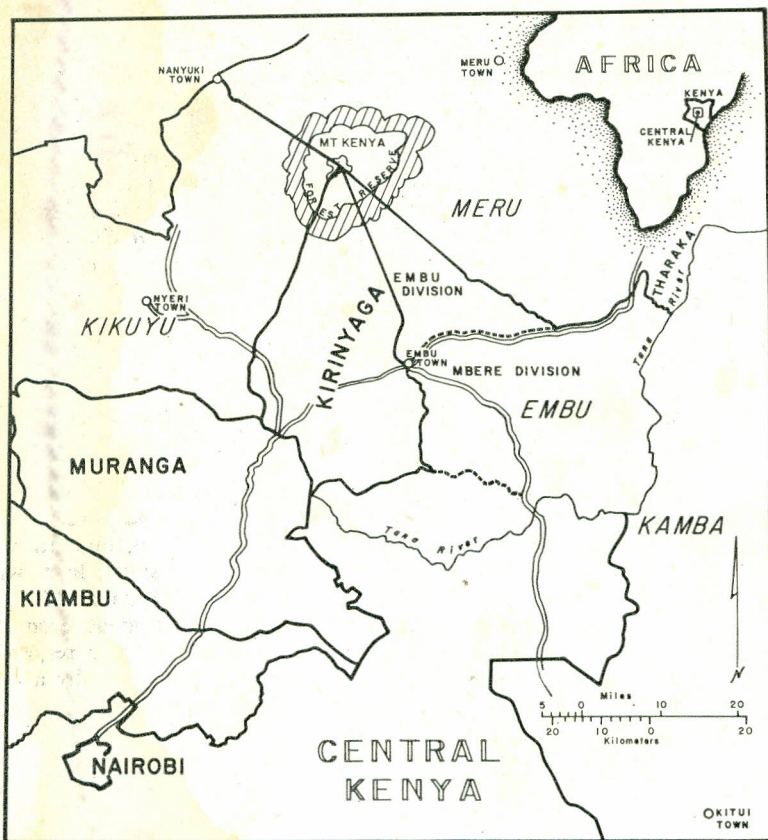 NANYUKI
TOWN
MERU
TOWN
AFRICA
KENYA
CENTRAL
KENYA
MT KENYA
FOREST RESERVE
MERU
THARAKA
Tana River
EMBU
DIVISION
NYERI
TOWN
KIKUYU
KIRINYAGA
EMBU
TOWN
MBERE DIVISION
EMBU
MURANGA
Tana River
KAMBA
KIAMBU
N
Miles
5 0 10 20
20 10 0 20
Kilometers
NAIROBI
CENTRAL
KENYA
KITUI
TOWN